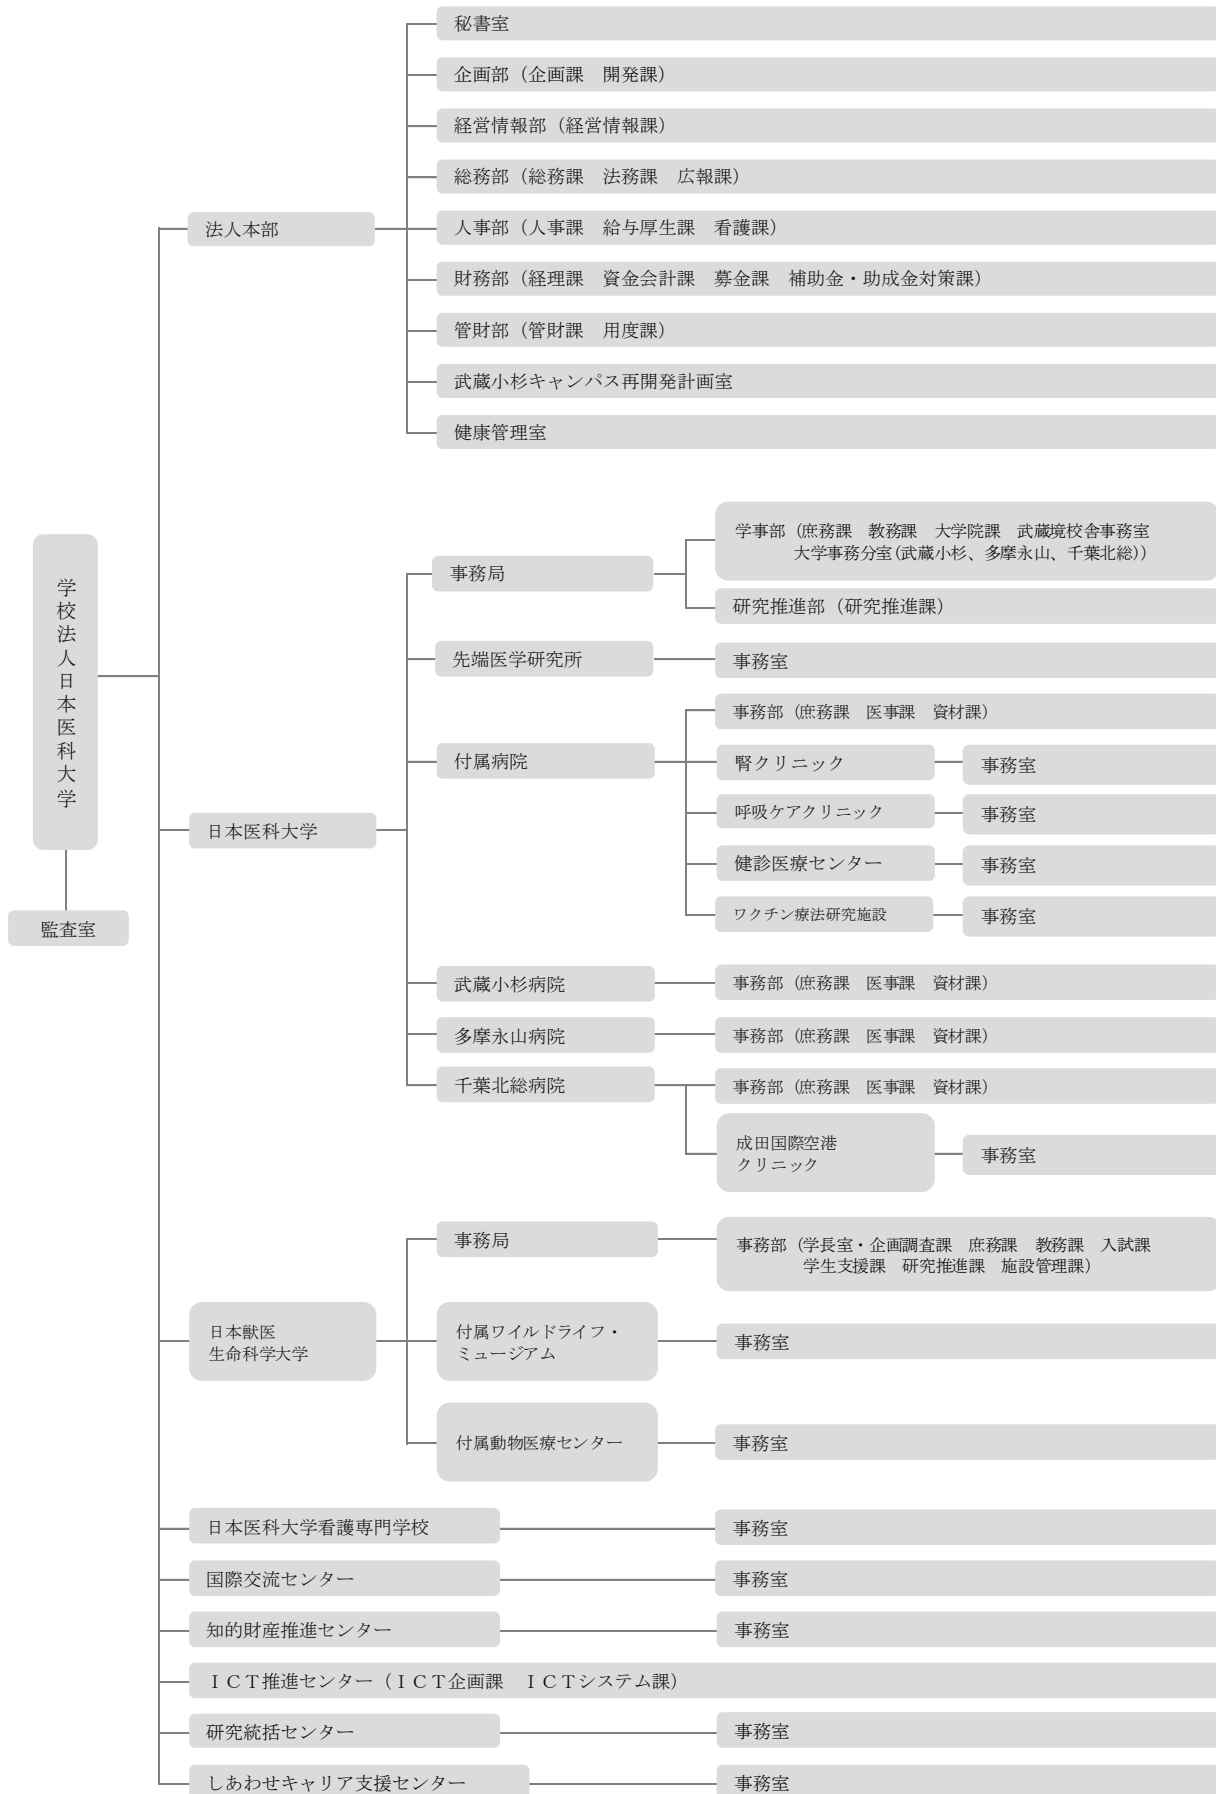 秘書室
企画部（企画課　開発課）
経営情報部（経営情報課）
総務部（総務課　法務課　広報課）
法人本部
人事部（人事課　給与厚生課　看護課）
財務部（経理課　資金会計課　募金課　補助金・助成金対策課）
管財部（管財課　用度課）
武蔵小杉キャンパス再開発計画室
健康管理室
学校法人日本医科大学
監査室
日本医科大学
事務局
学事部（庶務課　教務課　大学院課　武蔵境校舎事務室
大学事務分室（武蔵小杉、多摩永山、千葉北総））
研究推進部（研究推進課）
先端医学研究所
事務室
付属病院
事務部（庶務課　医事課　資材課）
腎クリニック
事務室
呼吸ケアクリニック
事務室
健診医療センター
事務室
ワクチン療法研究施設
事務室
武蔵小杉病院
事務部（庶務課　医事課　資材課）
多摩永山病院
事務部（庶務課　医事課　資材課）
千葉北総病院
事務部（庶務課　医事課　資材課）
成田国際空港
クリニック
事務室
日本獣医
生命科学大学
事務局
事務部（学長室・企画調査課　庶務課　教務課　入試課
学生支援課　研究推進課　施設管理課）
付属ワイルドライフ・
ミュージアム
事務室
付属動物医療センター
事務室
日本医科大学看護専門学校
事務室
国際交流センター
事務室
知的財産推進センター
事務室
ＩＣＴ推進センター（ＩＣＴ企画課　ＩＣＴシステム課）
研究統括センター
事務室
しあわせキャリア支援センター
事務室